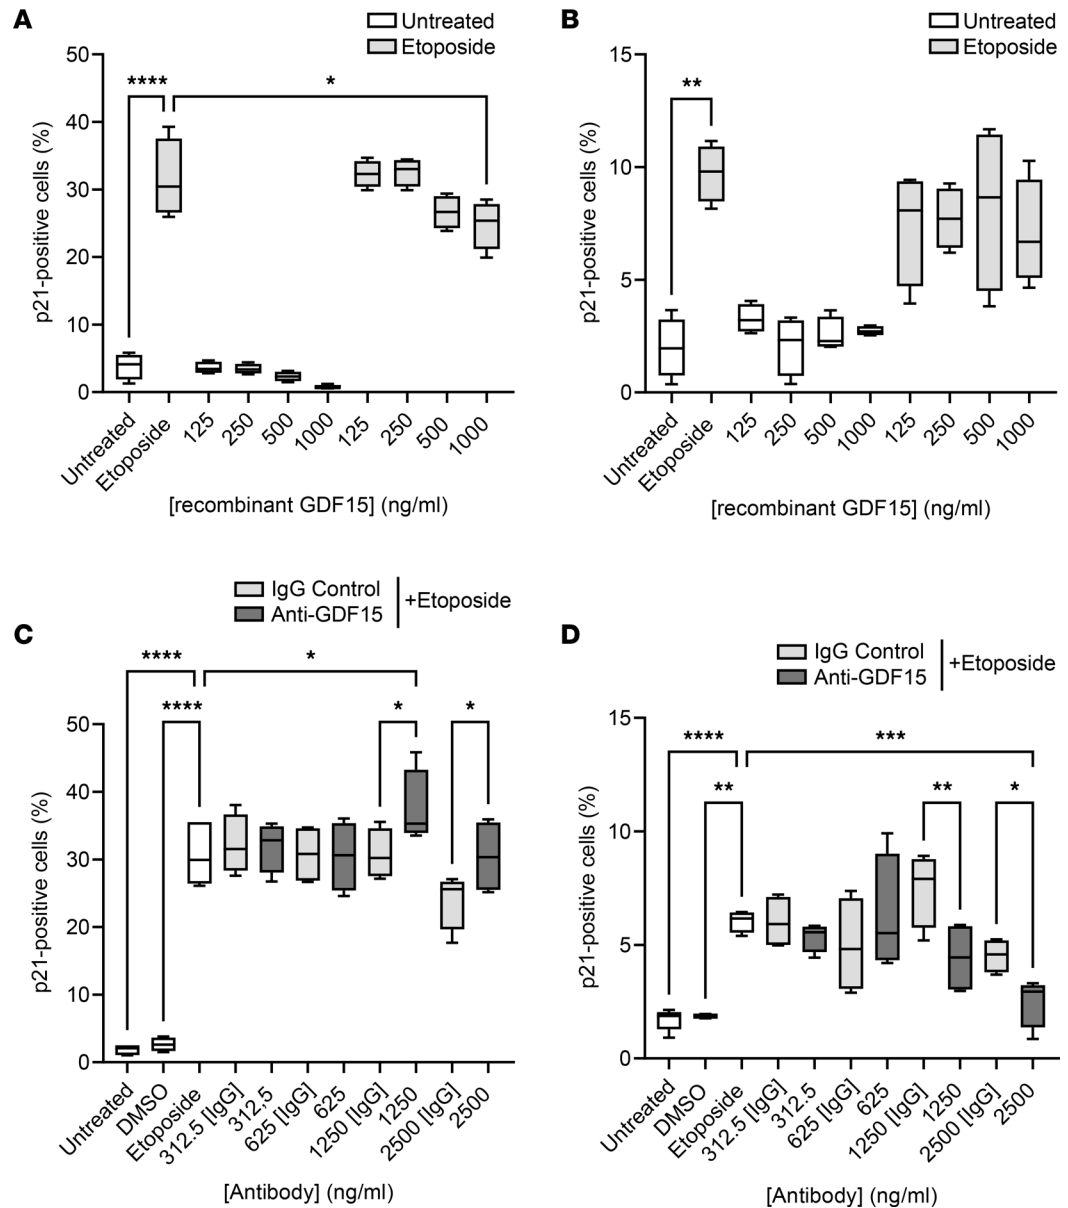 A
Untreated
Etoposide
50
40
30
20
10
0
p21-positive cells (%)
****
*
Untreated
Etoposide
125
250
500
1000
125
250
500
1000
[recombinant GDF15] (ng/ml)
B
Untreated
Etoposide
15
10
5
0
p21-positive cells (%)
**
Untreated
Etoposide
125
250
500
1000
125
250
500
1000
[recombinant GDF15] (ng/ml)
C
IgG Control
Anti-GDF15
+Etoposide
****
*
****
*
*
50
40
30
20
10
0
p21-positive cells (%)
Untreated
DMSO
Etoposide
312.5 [IgG]
312.5
625 [IgG]
625
1250 [IgG]
1250
2500 [IgG]
2500
[Antibody] (ng/ml)
D
IgG Control
Anti-GDF15
+Etoposide
15
10
5
0
p21-positive cells (%)
****
***
**
**
*
Untreated
DMSO
Etoposide
312.5 [IgG]
312.5
625 [IgG]
625
1250 [IgG]
1250
2500 [IgG]
2500
[Antibody] (ng/ml)